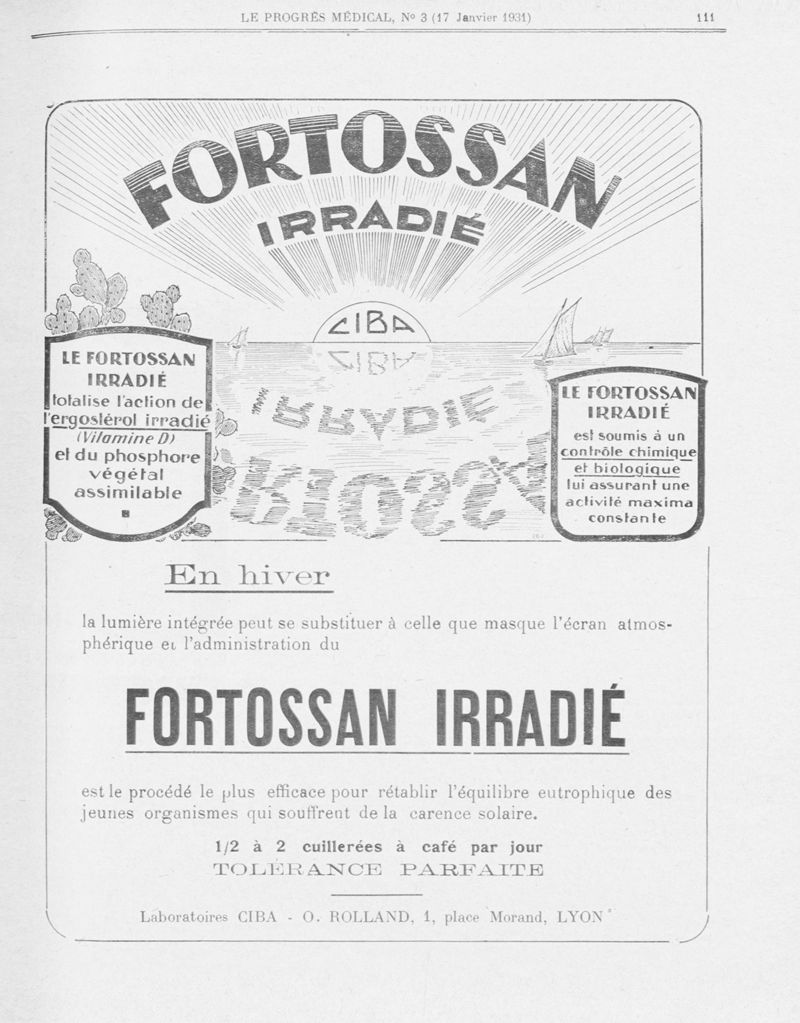 LE PROGRÈS MÉDICAL, No 3 (17 Janvier 1931) 111
FORTOSSAN
IRRADIÉ
CIBA
CIBA
IRRADIÉ
LE FORTOSSAN
IRRADIÉ
totalise l'action de
l'ergostérol irradié
(Vitamine D)
et du phosphore
végétal
assimilable
LE FORTOSSAN
IRRADIÉ
est soumis à un
contrôle chimique
et biologique
lui assurant une
activité maxima
constante
En hiver
la lumière intégrée peut se substituer à celle que masque l'écran atmos-
phérique et l'administration du
FORTOSSAN IRRADIÉ
est le procédé le plus efficace pour rétablir l'équilibre eutrophique des
jeunes organismes qui souffrent de la carence solaire.
1/2 à 2 cuillerées à café par jour
TOLÉRANCE PARFAITE
Laboratoires CIBA - O. ROLLAND, 1, place Morand, LYON